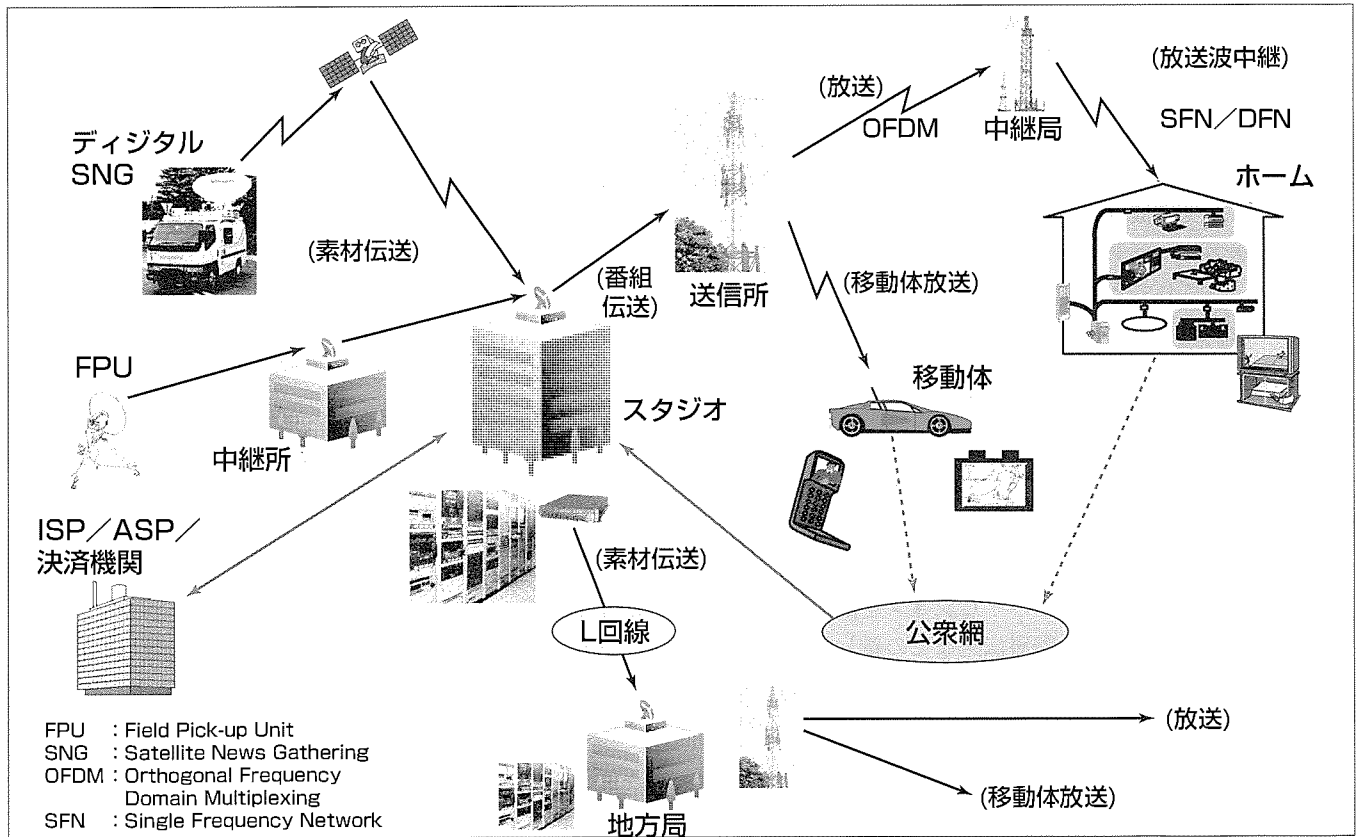 ディジタル
SNG
(素材伝送)
(放送)
OFDM
中継局
(放送波中継)
SFN／DFN
ホーム
(番組
伝送)
送信所
(移動体放送)
FPU
中継所
スタジオ
移動体
ISP／ASP／
決済機関
(素材伝送)
L回線
公衆網
地方局
(放送)
(移動体放送)
FPU : Field Pick-up Unit
SNG : Satellite News Gathering
OFDM : Orthogonal Frequency
Domain Multiplexing
SFN : Single Frequency Network